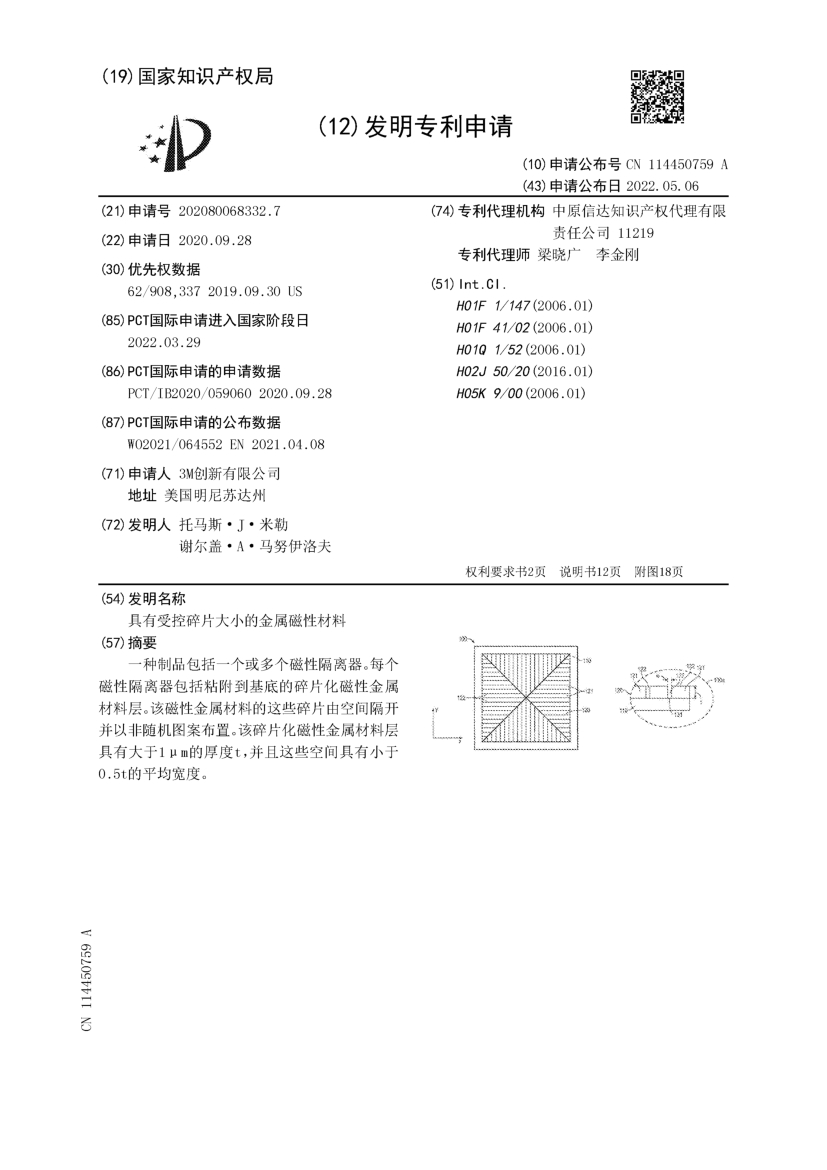 (19)国家知识产权局
(12)发明专利申请
(10)申请公布号 CN 114450759 A
(43)申请公布日 2022.05.06
(21)申请号 202080068332.7
(22)申请日 2020.09.28
(30)优先权数据
62/908,337 2019.09.30 US
(85)PCT国际申请进入国家阶段日
2022.03.29
(86)PCT国际申请的申请数据
PCT/IB2020/059060 2020.09.28
(87)PCT国际申请的公布数据
WO2021/064552 EN 2021.04.08
(71)申请人 3M创新有限公司
地址 美国明尼苏达州
(72)发明人 托马斯·J·米勒
谢尔盖·A·马努伊洛夫
(74)专利代理机构 中原信达知识产权代理有限
责任公司 11219
专利代理师 梁晓广 李金刚
(51)Int.Cl.
H01F 1/147(2006.01)
H01F 41/02(2006.01)
H01Q 1/52(2006.01)
H02J 50/20(2016.01)
H05K 9/00(2006.01)
权利要求书2页 说明书12页 附图18页
(54)发明名称
具有受控碎片大小的金属磁性材料
(57)摘要
一种制品包括一个或多个磁性隔离器。每个
磁性隔离器包括粘附到基底的碎片化磁性金属
材料层。该磁性金属材料的这些碎片由空间隔开
并以非随机图案布置。该碎片化磁性金属材料层
具有大于1μm的厚度t,并且这些空间具有小于
0.5t的平均宽度。
CN 114450759 A